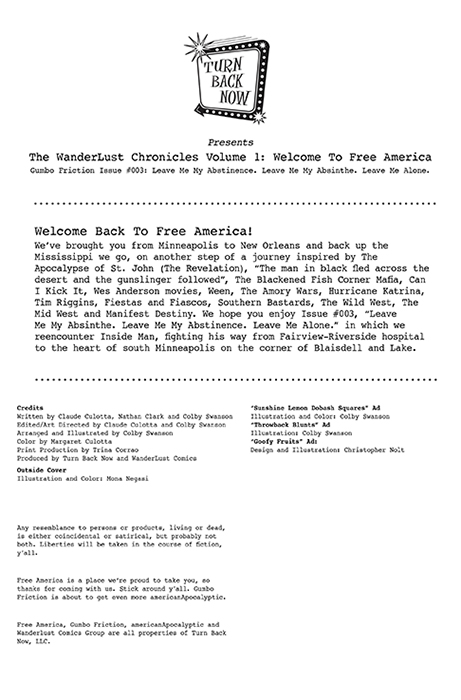 TURN
BACK
NOW
Presents
The WanderLust Chronicles Volume 1: Welcome To Free America
Gumbo Friction Issue #003: Leave Me My Abstinence. Leave Me My Absinthe. Leave Me Alone.
Welcome Back To Free America!
We've brought you from Minneapolis to New Orleans and back up the
Mississippi we go, on another step of a journey inspired by The
Apocalypse of St. John (The Revelation), "The man in black fled across the
desert and the gunslinger followed", The Blackened Fish Corner Mafia, Can
I Kick It, Wes Anderson movies, Ween, The Amory Wars, Hurricane Katrina,
Tim Riggins, Fiestas and Fiascos, Southern Bastards, The Wild West, The
Mid West and Manifest Destiny. We hope you enjoy Issue #003, "Leave
Me My Absinthe. Leave Me My Abstinence. Leave Me Alone." in which we
reencounter Inside Man, fighting his way from Fairview-Riverside hospital
to the heart of south Minneapolis on the corner of Blaisdell and Lake.
Credits
Written by Claude Culotta, Nathan Clark and Colby Swanson
Edited/Art Directed by Claude Culotta and Colby Swanson
Arranged and Illustrated by Colby Swanson
Color by Margaret Culotta
Print Production by Trina Corrao
Produced by Turn Back Now and WanderLust Comics
Outside Cover
Illustration and Color: Mona Negasi
"Sunshine Lemon Dobash Squares" Ad
Illustration and Color: Colby Swanson
"Throwback Blunts" Ad
Illustration: Colby Swanson
"Goofy Fruits" Ad:
Design and Illustration: Christopher Nolt
Any resemblance to persons or products, living or dead,
is either coincidental or satirical, but probably not
both. Liberties will be taken in the course of fiction,
y'all.
Free America is a place we're proud to take you, so
thanks for coming with us. Stick around y'all. Gumbo
Friction is about to get even more americanApocalyptic.
Free America, Gumbo Friction, americanApocalyptic and
WanderLust Comics Group are all properties of Turn Back
Now, LLC.